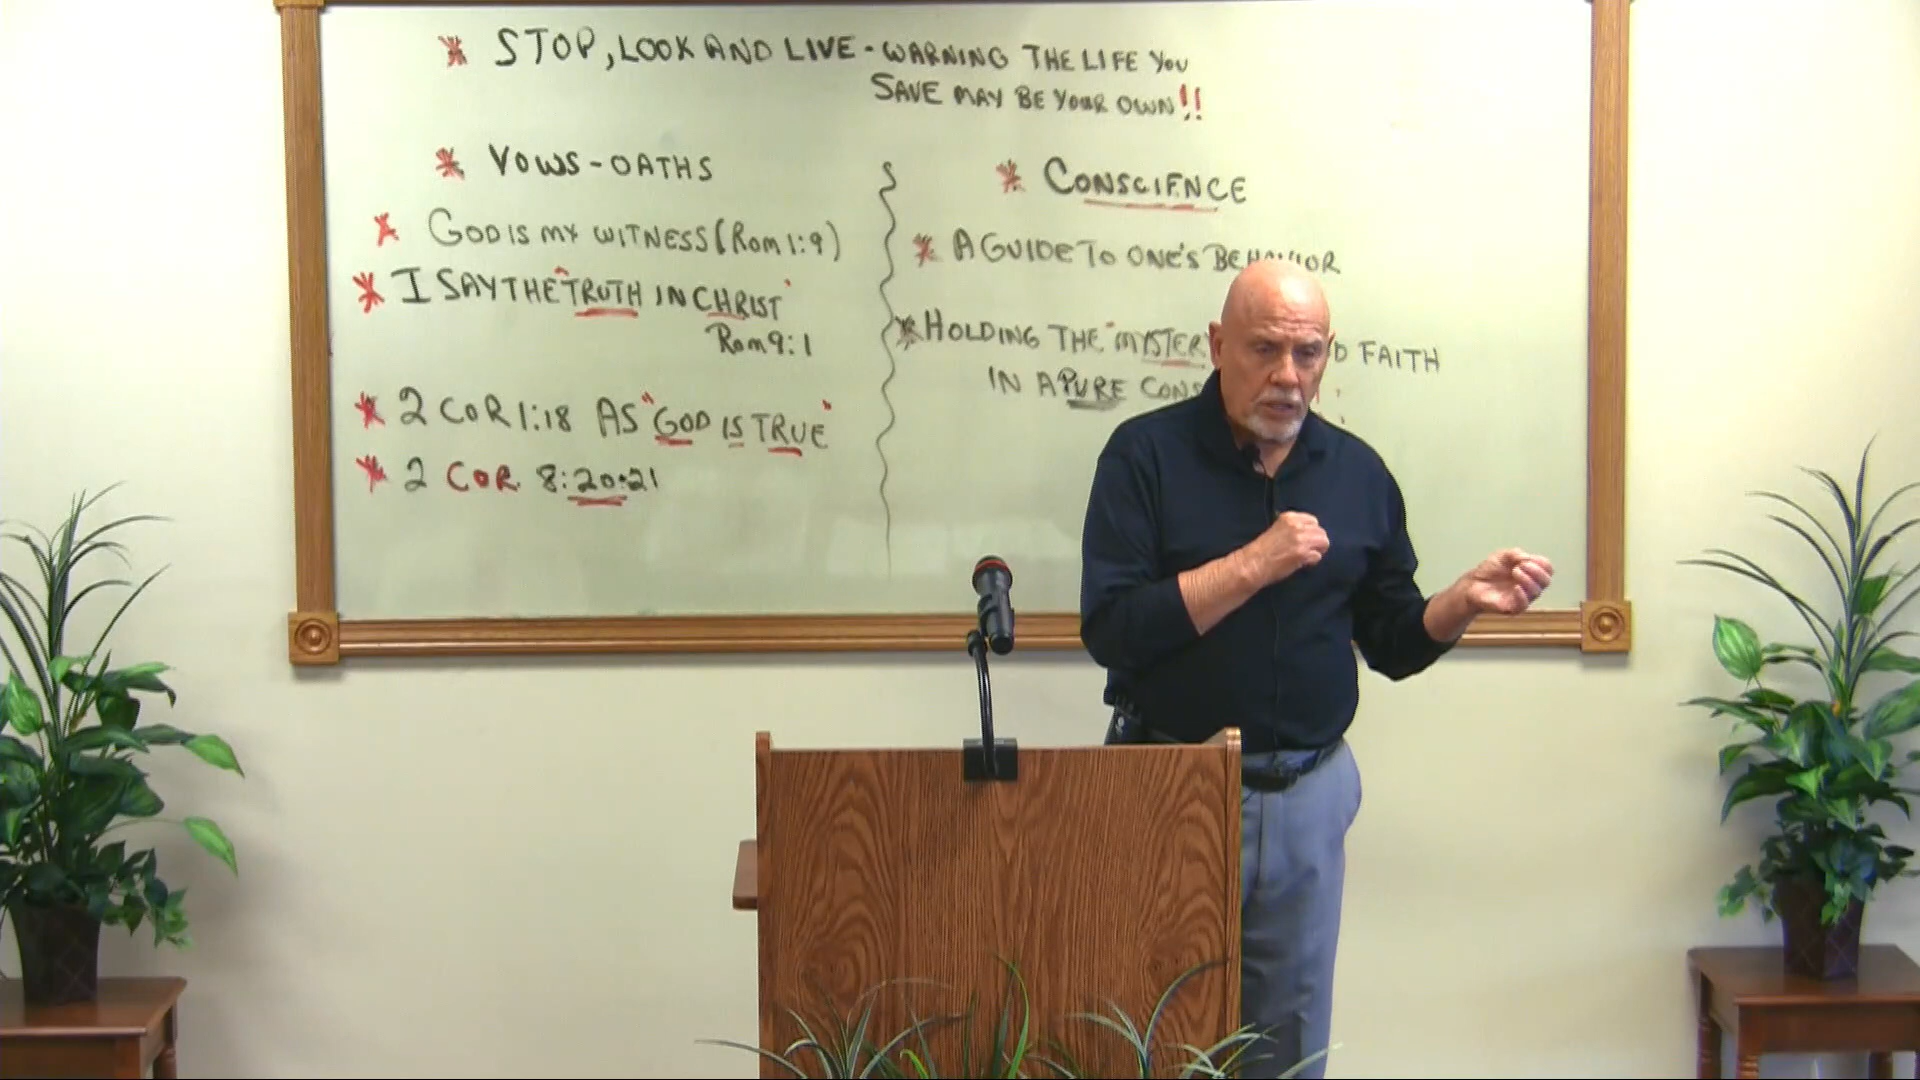 STOP, LOOK AND LIVE - WARNING THE LIFE YOU
SAVE MAY BE YOUR OWN!!
VOWS - OATHS
GOD IS MY WITNESS (Rom 1:9)
I SAY THE "TRUTH IN CHRIST"
Rom 9:1
2 COR 1:18 AS "GOD IS TRUE"
2 COR. 8:20-21
CONSCIENCE
A GUIDE TO ONE'S BEHAVIOR
HOLDING THE "MYSTER FAITH
IN A PURE CONS